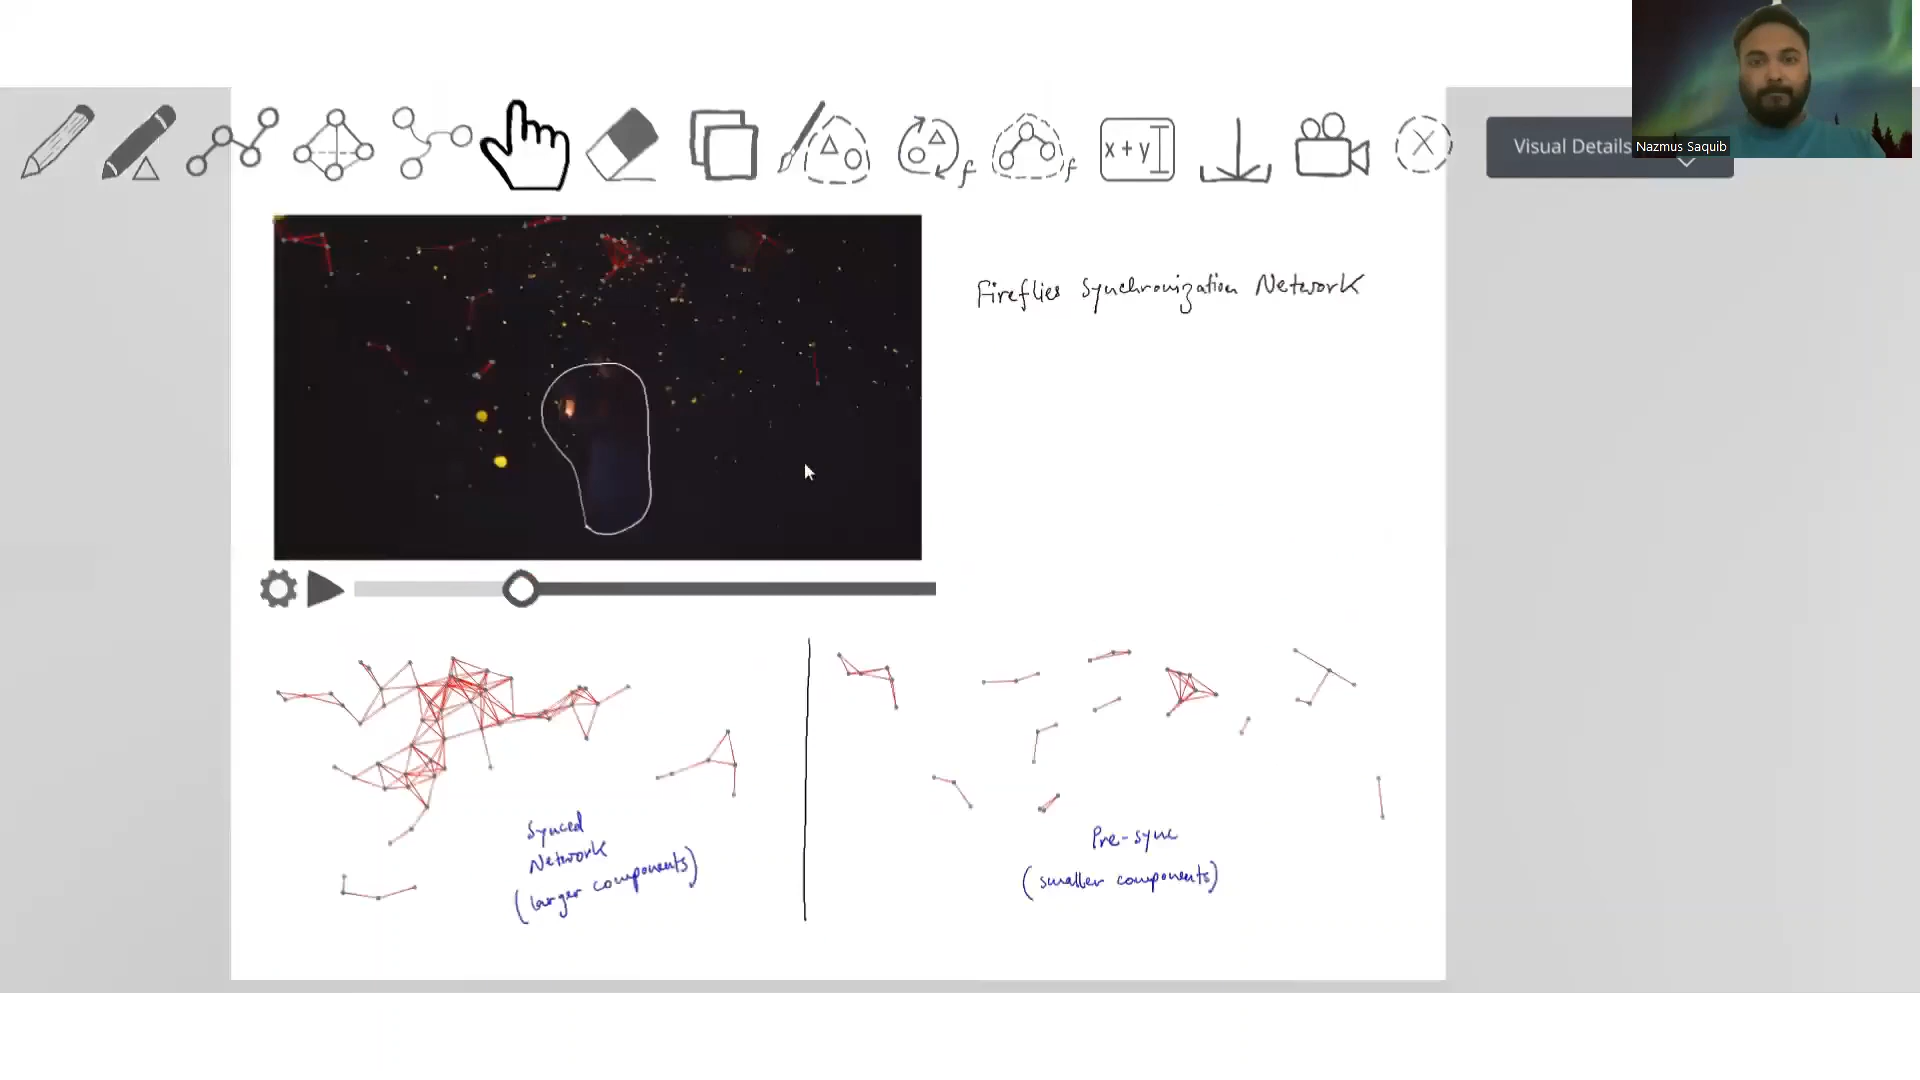 x + y
f
f
X
Visual Details
Nazmus Saquib
Fireflies Synchronization Network
Synced
Network
(larger components)
Pre-sync
(smaller components)